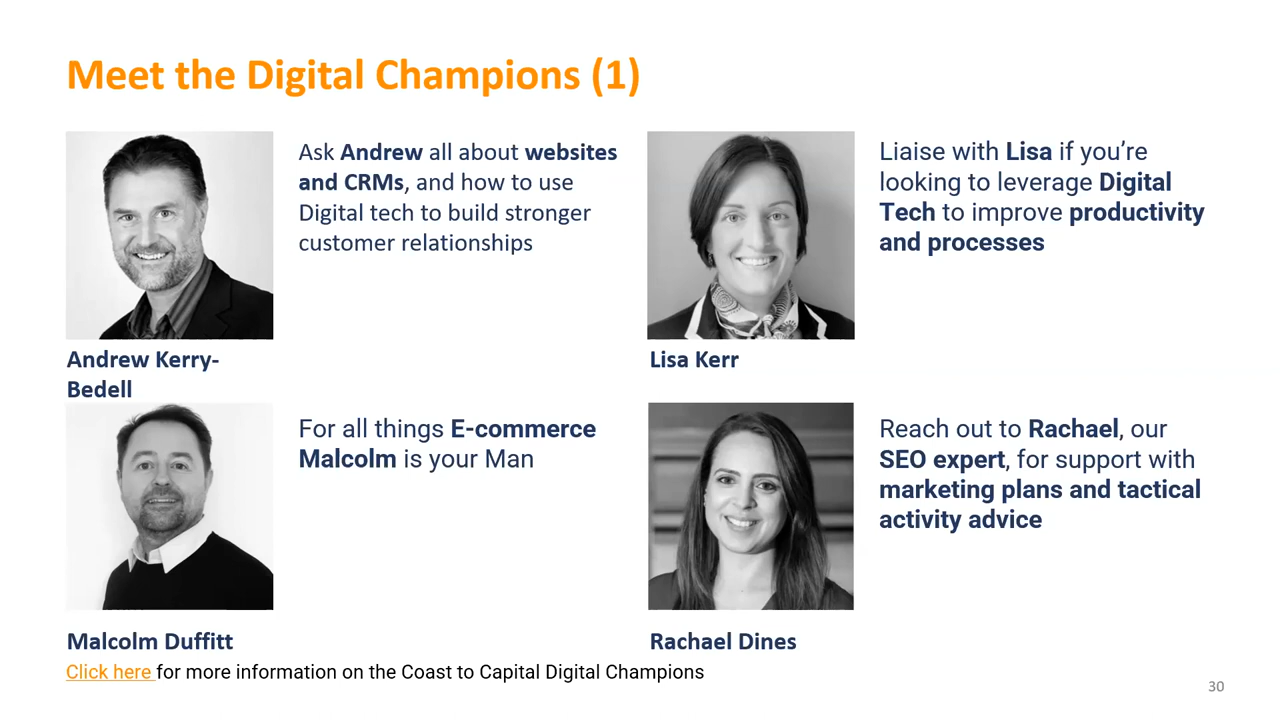 Meet the Digital Champions (1)
Ask Andrew all about websites
and CRMs, and how to use
Digital tech to build stronger
customer relationships
Andrew Kerry-
Bedell
Liaise with Lisa if you’re
looking to leverage Digital
Tech to improve productivity
and processes
Lisa Kerr
For all things E-commerce
Malcolm is your Man
Malcolm Duffitt
Reach out to Rachael, our
SEO expert, for support with
marketing plans and tactical
activity advice
Rachael Dines
Click here for more information on the Coast to Capital Digital Champions
30